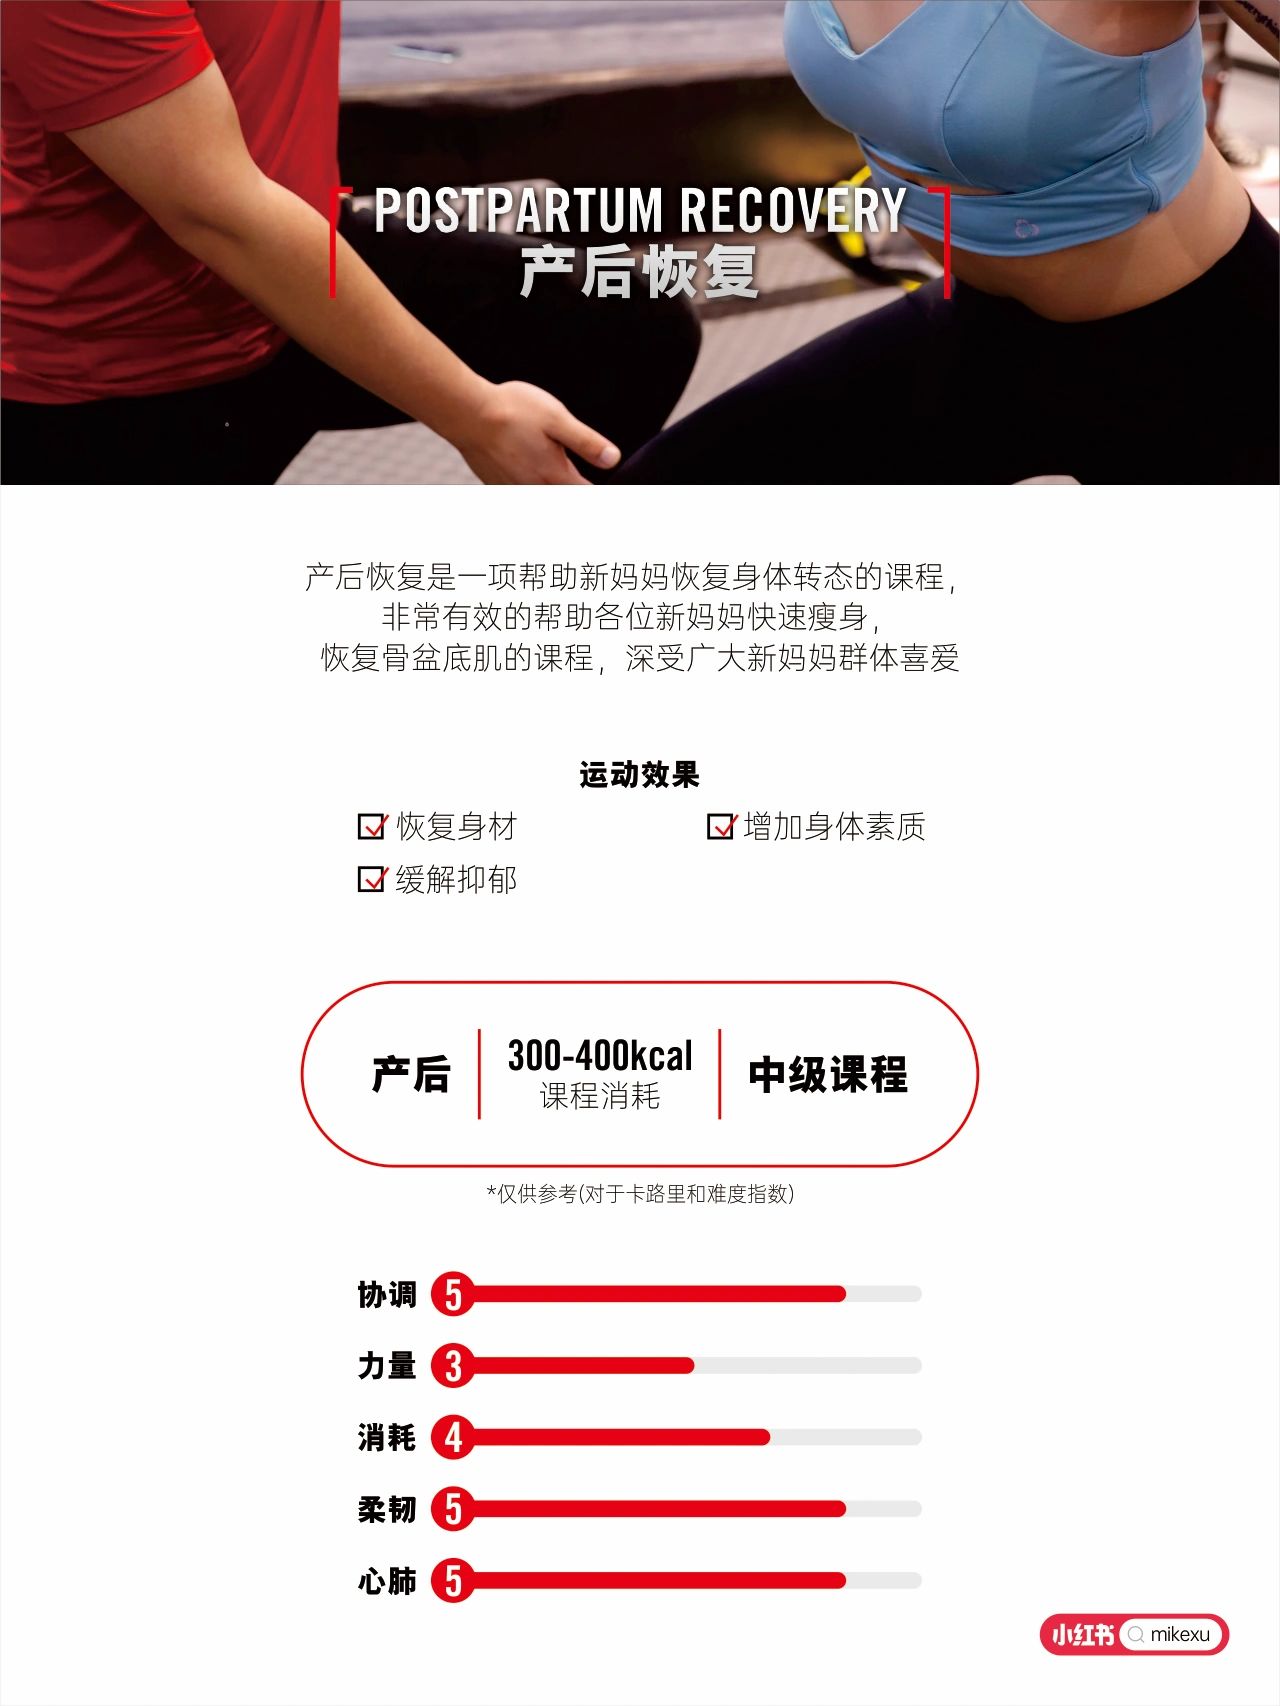 POSTPARTUM RECOVERY
产后恢复
产后恢复是一项帮助新妈妈恢复身体转态的课程，
非常有效的帮助各位新妈妈快速瘦身，
恢复骨盆底肌的课程，深受广大新妈妈群体喜爱
运动效果
恢复身材 增加身体素质
缓解抑郁
产后 300-400kcal 中级课程
课程消耗
*仅供参考(对于卡路里和难度指数)
协调 5
力量 3
消耗 4
柔韧 5
心肺 5
小红书 mikexu